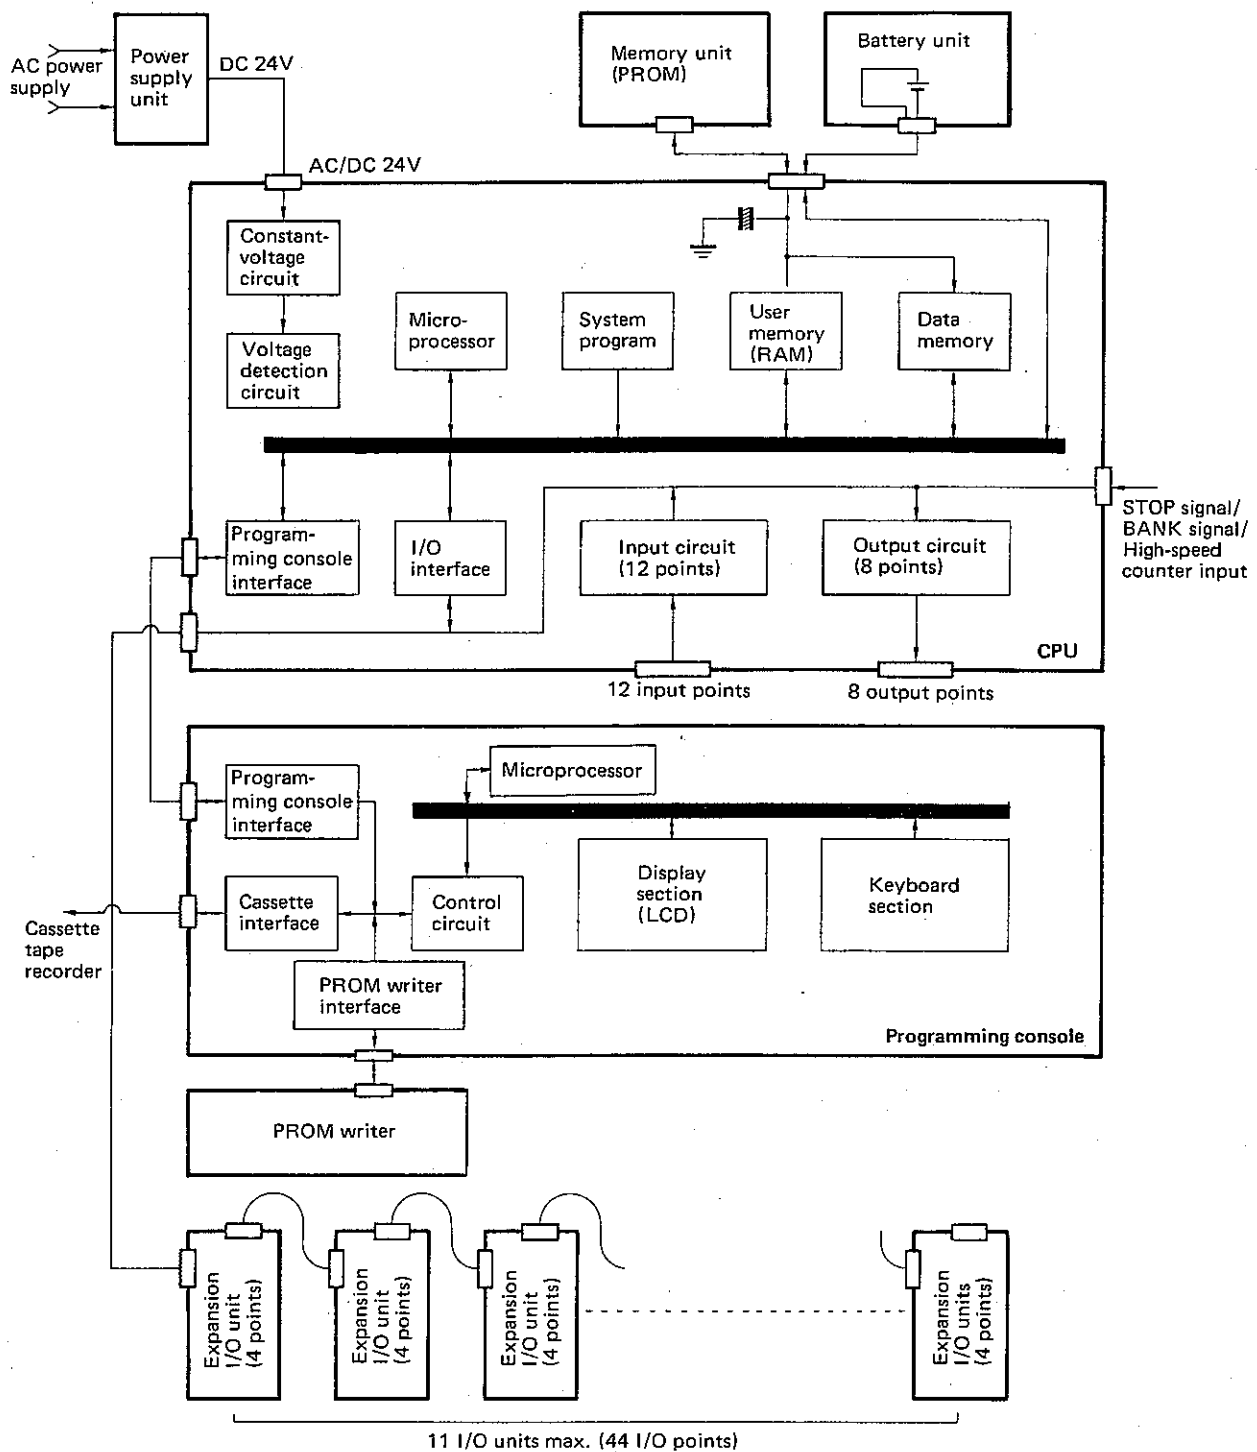 AC power
supply
Power
supply
unit
DC 24V
Memory unit
(PROM)
Battery unit
AC/DC 24V
Constant-
voltage
circuit
Voltage
detection
circuit
Micro-
processor
System
program
User
memory
(RAM)
Data
memory
Program-
ming console
interface
I/O
interface
Input circuit
(12 points)
Output circuit
(8 points)
STOP signal/
BANK signal/
High-speed
counter input
CPU
12 input points
8 output points
Microprocessor
Program-
ming console
interface
Cassette
interface
Control
circuit
Display
section
(LCD)
Keyboard
section
Cassette
tape
recorder
PROM writer
interface
Programming console
PROM writer
Expansion
I/O unit
(4 points)
Expansion
I/O unit
(4 points)
Expansion
I/O unit
(4 points)
Expansion
I/O units
(4 points)
11 I/O units max. (44 I/O points)